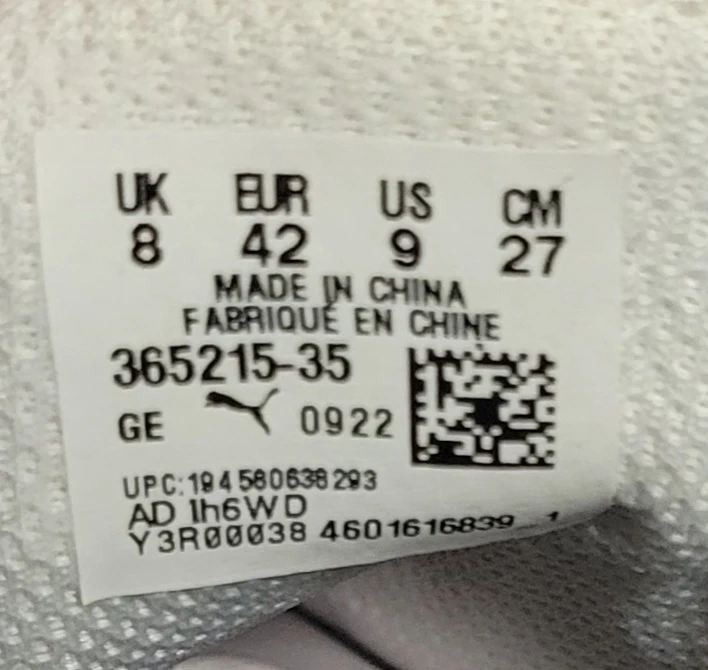 UK EUR US CM
8 42 9 27
MADE IN CHINA
FABRIQUÉ EN CHINE
365215-35
GE 0922
UPC:194580638293
AD 1h6WD
Y3R00038 4601616839 1